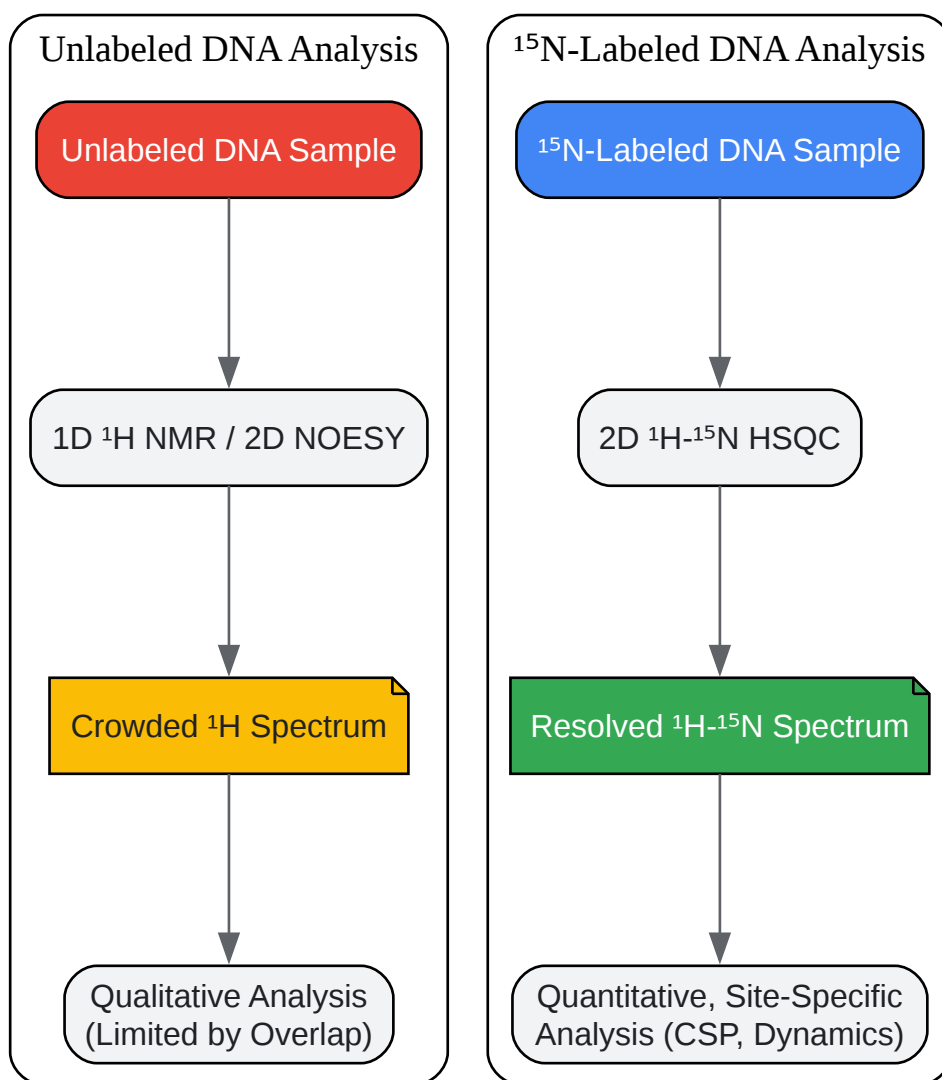 Unlabeled DNA Analysis
Unlabeled DNA Sample
1D ¹H NMR / 2D NOESY
Crowded ¹H Spectrum
Qualitative Analysis
(Limited by Overlap)
¹⁵N-Labeled DNA Analysis
¹⁵N-Labeled DNA Sample
2D ¹H-¹⁵N HSQC
Resolved ¹H-¹⁵N Spectrum
Quantitative, Site-Specific
Analysis (CSP, Dynamics)